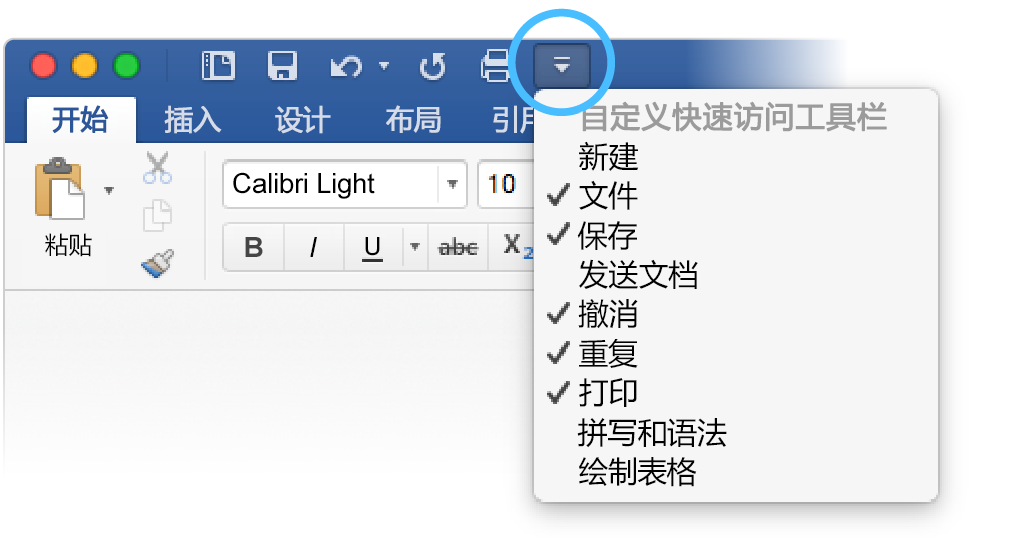 开始 插入 设计 布局 引用
自定义快速访问工具栏
新建
文件
保存
发送文档
撤消
重复
打印
拼写和语法
绘制表格
Calibri Light 10
粘贴
B I U abc X2